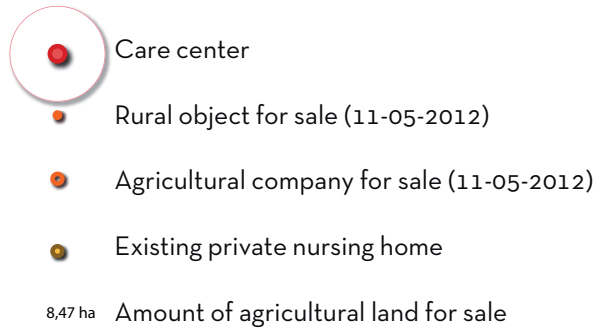 Care center
Rural object for sale (11-05-2012)
Agricultural company for sale (11-05-2012)
Existing private nursing home
8,47 ha Amount of agricultural land for sale